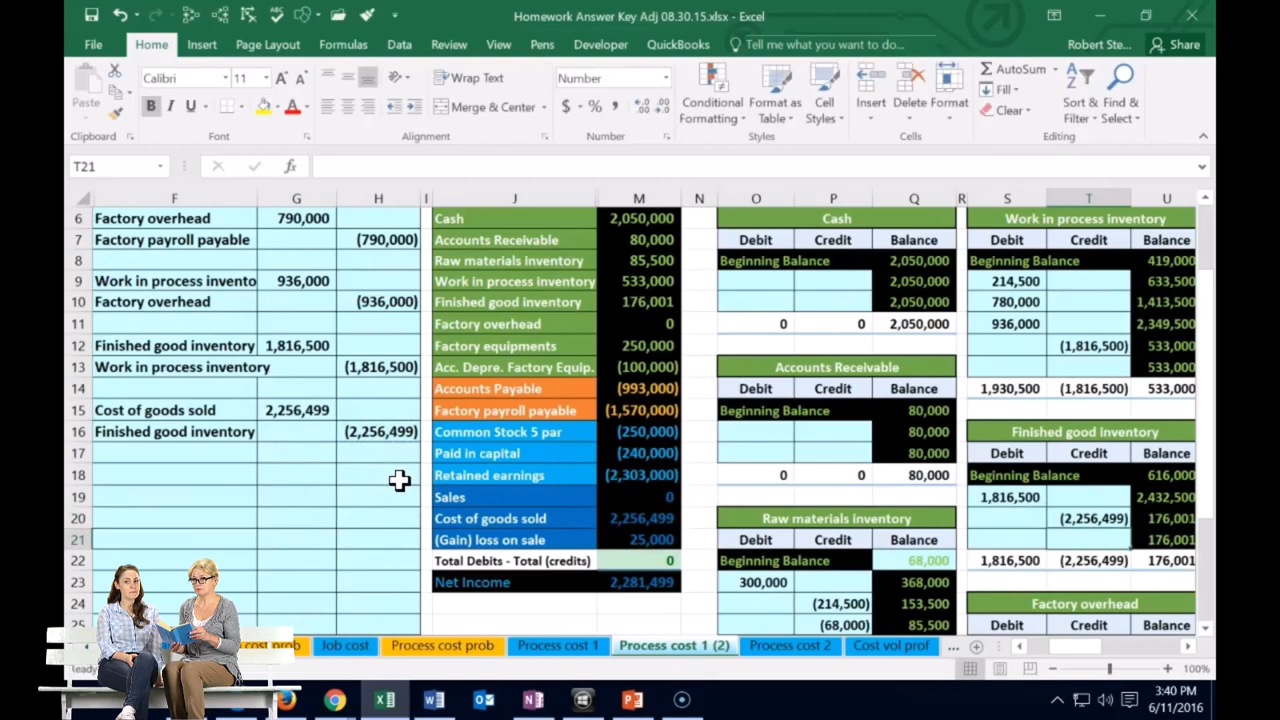 Homework Answer Key Adj 08.30.15.xlsx - Excel
File Home Insert Page Layout Formulas Data Review View Pens Developer QuickBooks Tell me what you want to do... Robert Ste... Share
Paste Calibri 11 Wrap Text Number AutoSum
Merge & Center Conditional Formatting Format as Table Cell Styles Insert Delete Format Fill Clear Sort & Filter Find & Select
Clipboard Font Alignment Number Styles Cells Editing
T21 fx
F G H I J M N O P Q R S T U
6 Factory overhead 790,000 Cash 2,050,000 Cash Work in process inventory
7 Factory payroll payable (790,000) Accounts Receivable 80,000 Debit Credit Balance Debit Credit Balance
8 Raw materials inventory 85,500 Beginning Balance 2,050,000 Beginning Balance 419,000
9 Work in process invento 936,000 Work in process inventory 533,000 2,050,000 214,500 633,500
10 Factory overhead (936,000) Finished good inventory 176,001 2,050,000 780,000 1,413,500
11 Factory overhead 0 0 0 2,050,000 936,000 2,349,500
12 Finished good inventory 1,816,500 Factory equipments 250,000 (1,816,500) 533,000
13 Work in process inventory (1,816,500) Acc. Depre. Factory Equip. (100,000) Accounts Receivable 533,000
14 Accounts Payable (993,000) Debit Credit Balance 1,930,500 (1,816,500) 533,000
15 Cost of goods sold 2,256,499 Factory payroll payable (1,570,000) Beginning Balance 80,000
16 Finished good inventory (2,256,499) Common Stock 5 par (250,000) 80,000 Finished good inventory
17 Paid in capital (240,000) 80,000 Debit Credit Balance
18 Retained earnings (2,303,000) 0 0 80,000 Beginning Balance 616,000
19 Sales 0 1,816,500 2,432,500
20 Cost of goods sold 2,256,499 Raw materials inventory (2,256,499) 176,001
21 (Gain) loss on sale 25,000 Debit Credit Balance 176,001
22 Total Debits - Total (credits) 0 Beginning Balance 68,000 1,816,500 (2,256,499) 176,001
23 Net Income 2,281,499 300,000 368,000
24 (214,500) 153,500 Factory overhead
25 (68,000) 85,500 Debit Credit Balance
cost prob Job cost Process cost prob Process cost 1 Process cost 1 (2) Process cost 2 Cost vol prof ...
Ready 100%
3:40 PM
6/11/2016